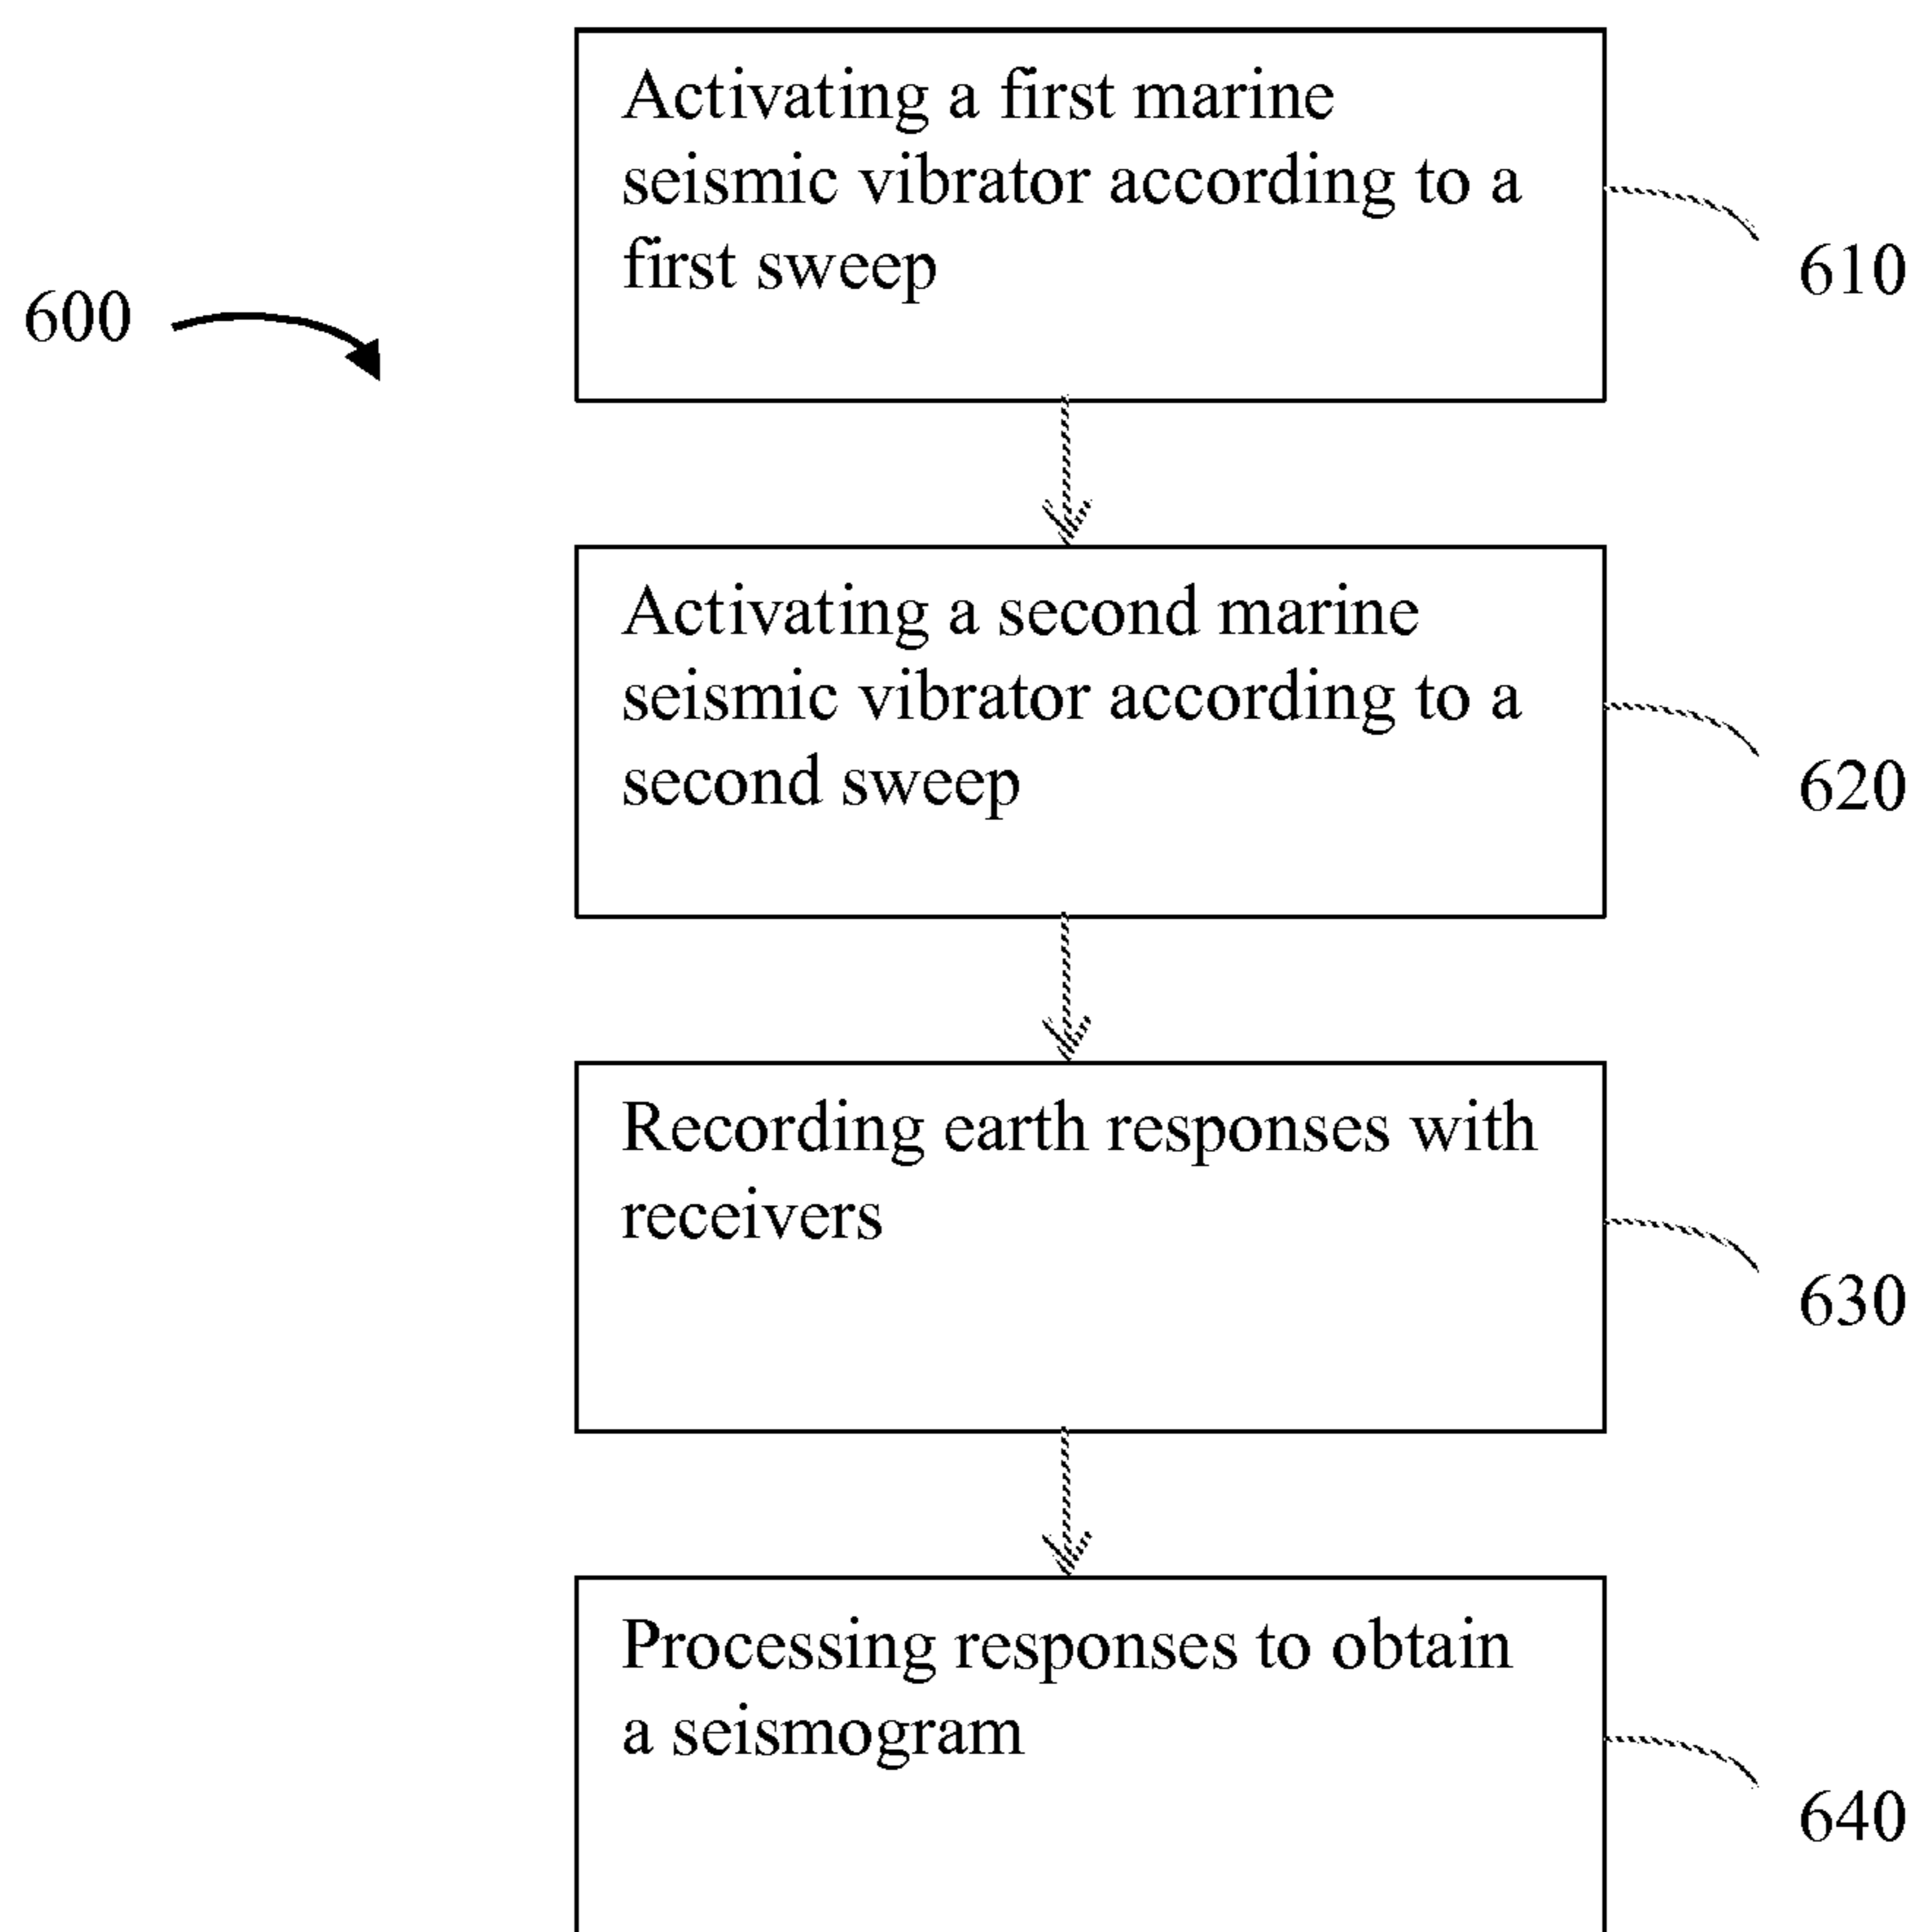 Activating a first marine
seismic vibrator according to a
first sweep
610
600
Activating a second marine
seismic vibrator according to a
second sweep
620
Recording earth responses with
receivers
630
Processing responses to obtain
a seismogram
640